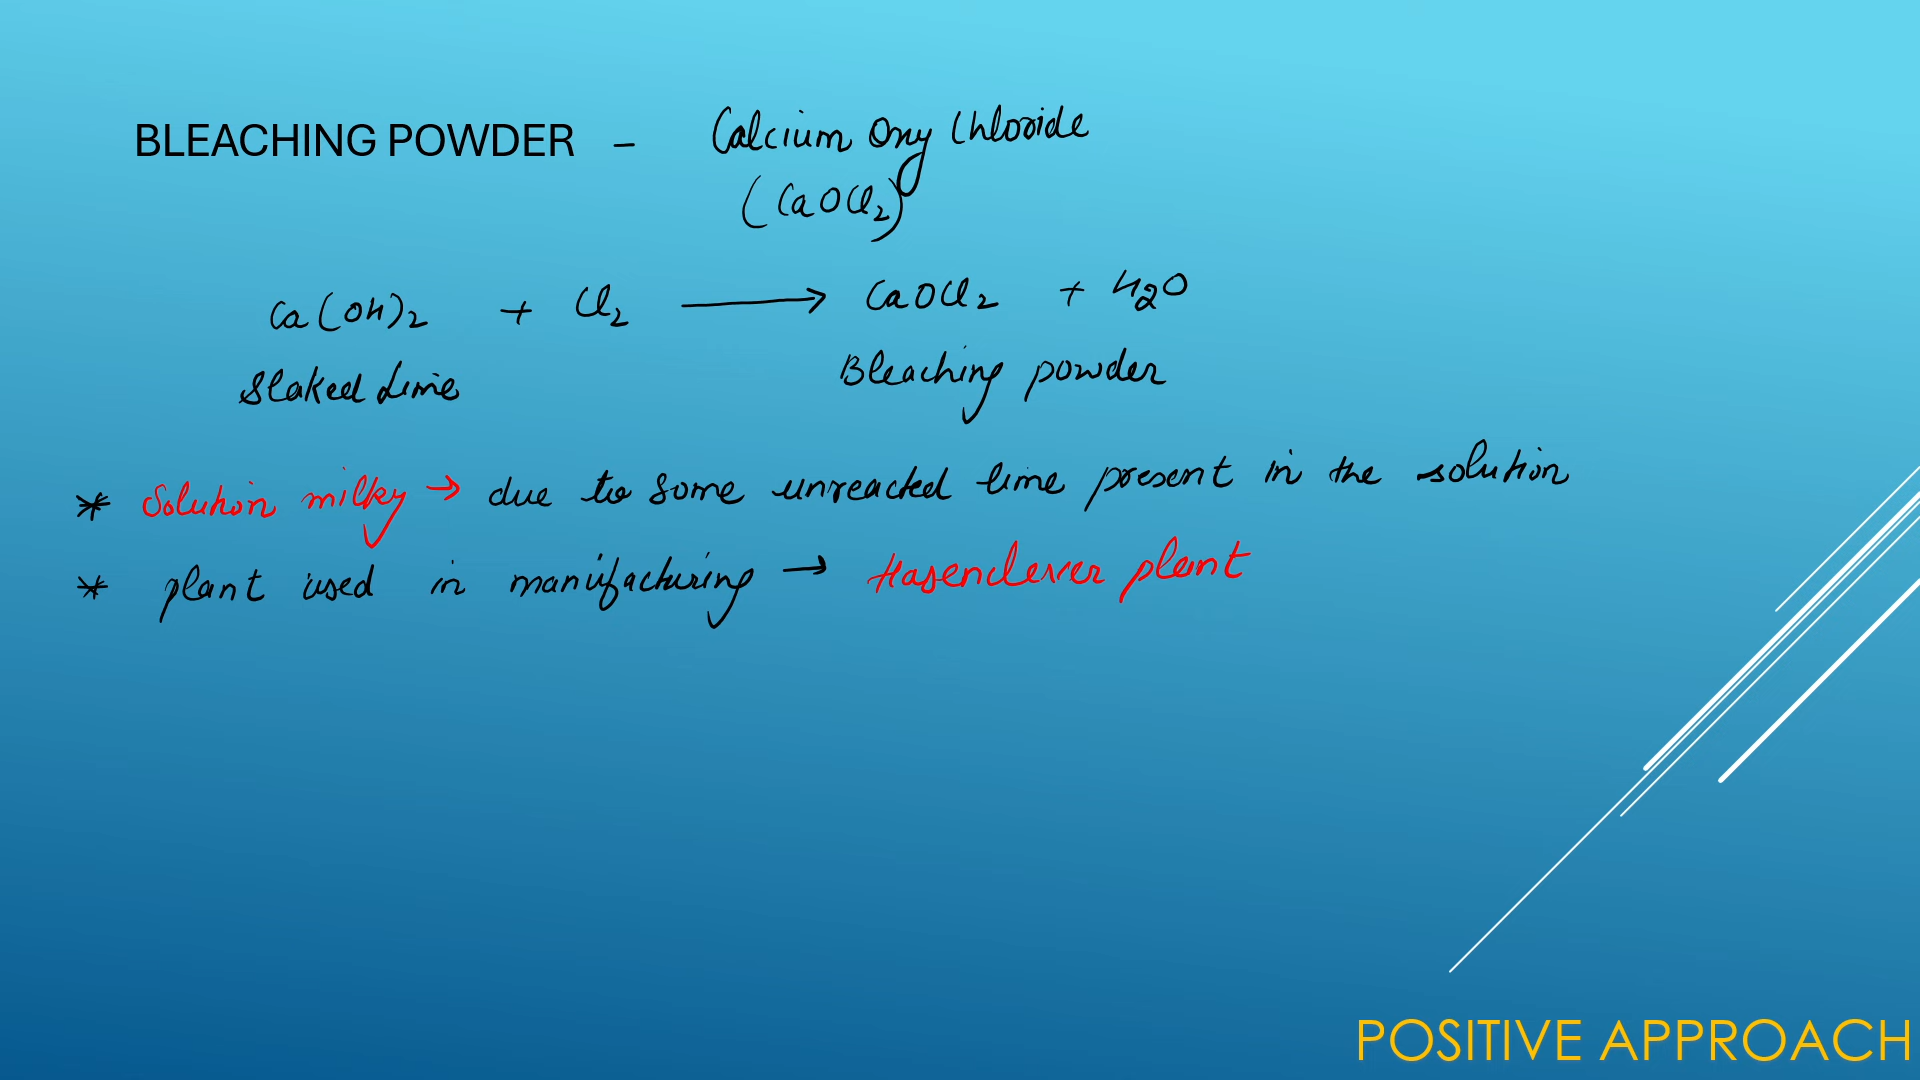 BLEACHING POWDER - Calcium Oxy Chloride
(CaOCl₂)
Ca(OH)₂ + Cl₂ → CaOCl₂ + H₂O
Slaked Lime Bleaching powder
* Solution milky → due to some unreacted lime present in the solution
* plant used in manufacturing → Hasenclever plant
POSITIVE APPROACH